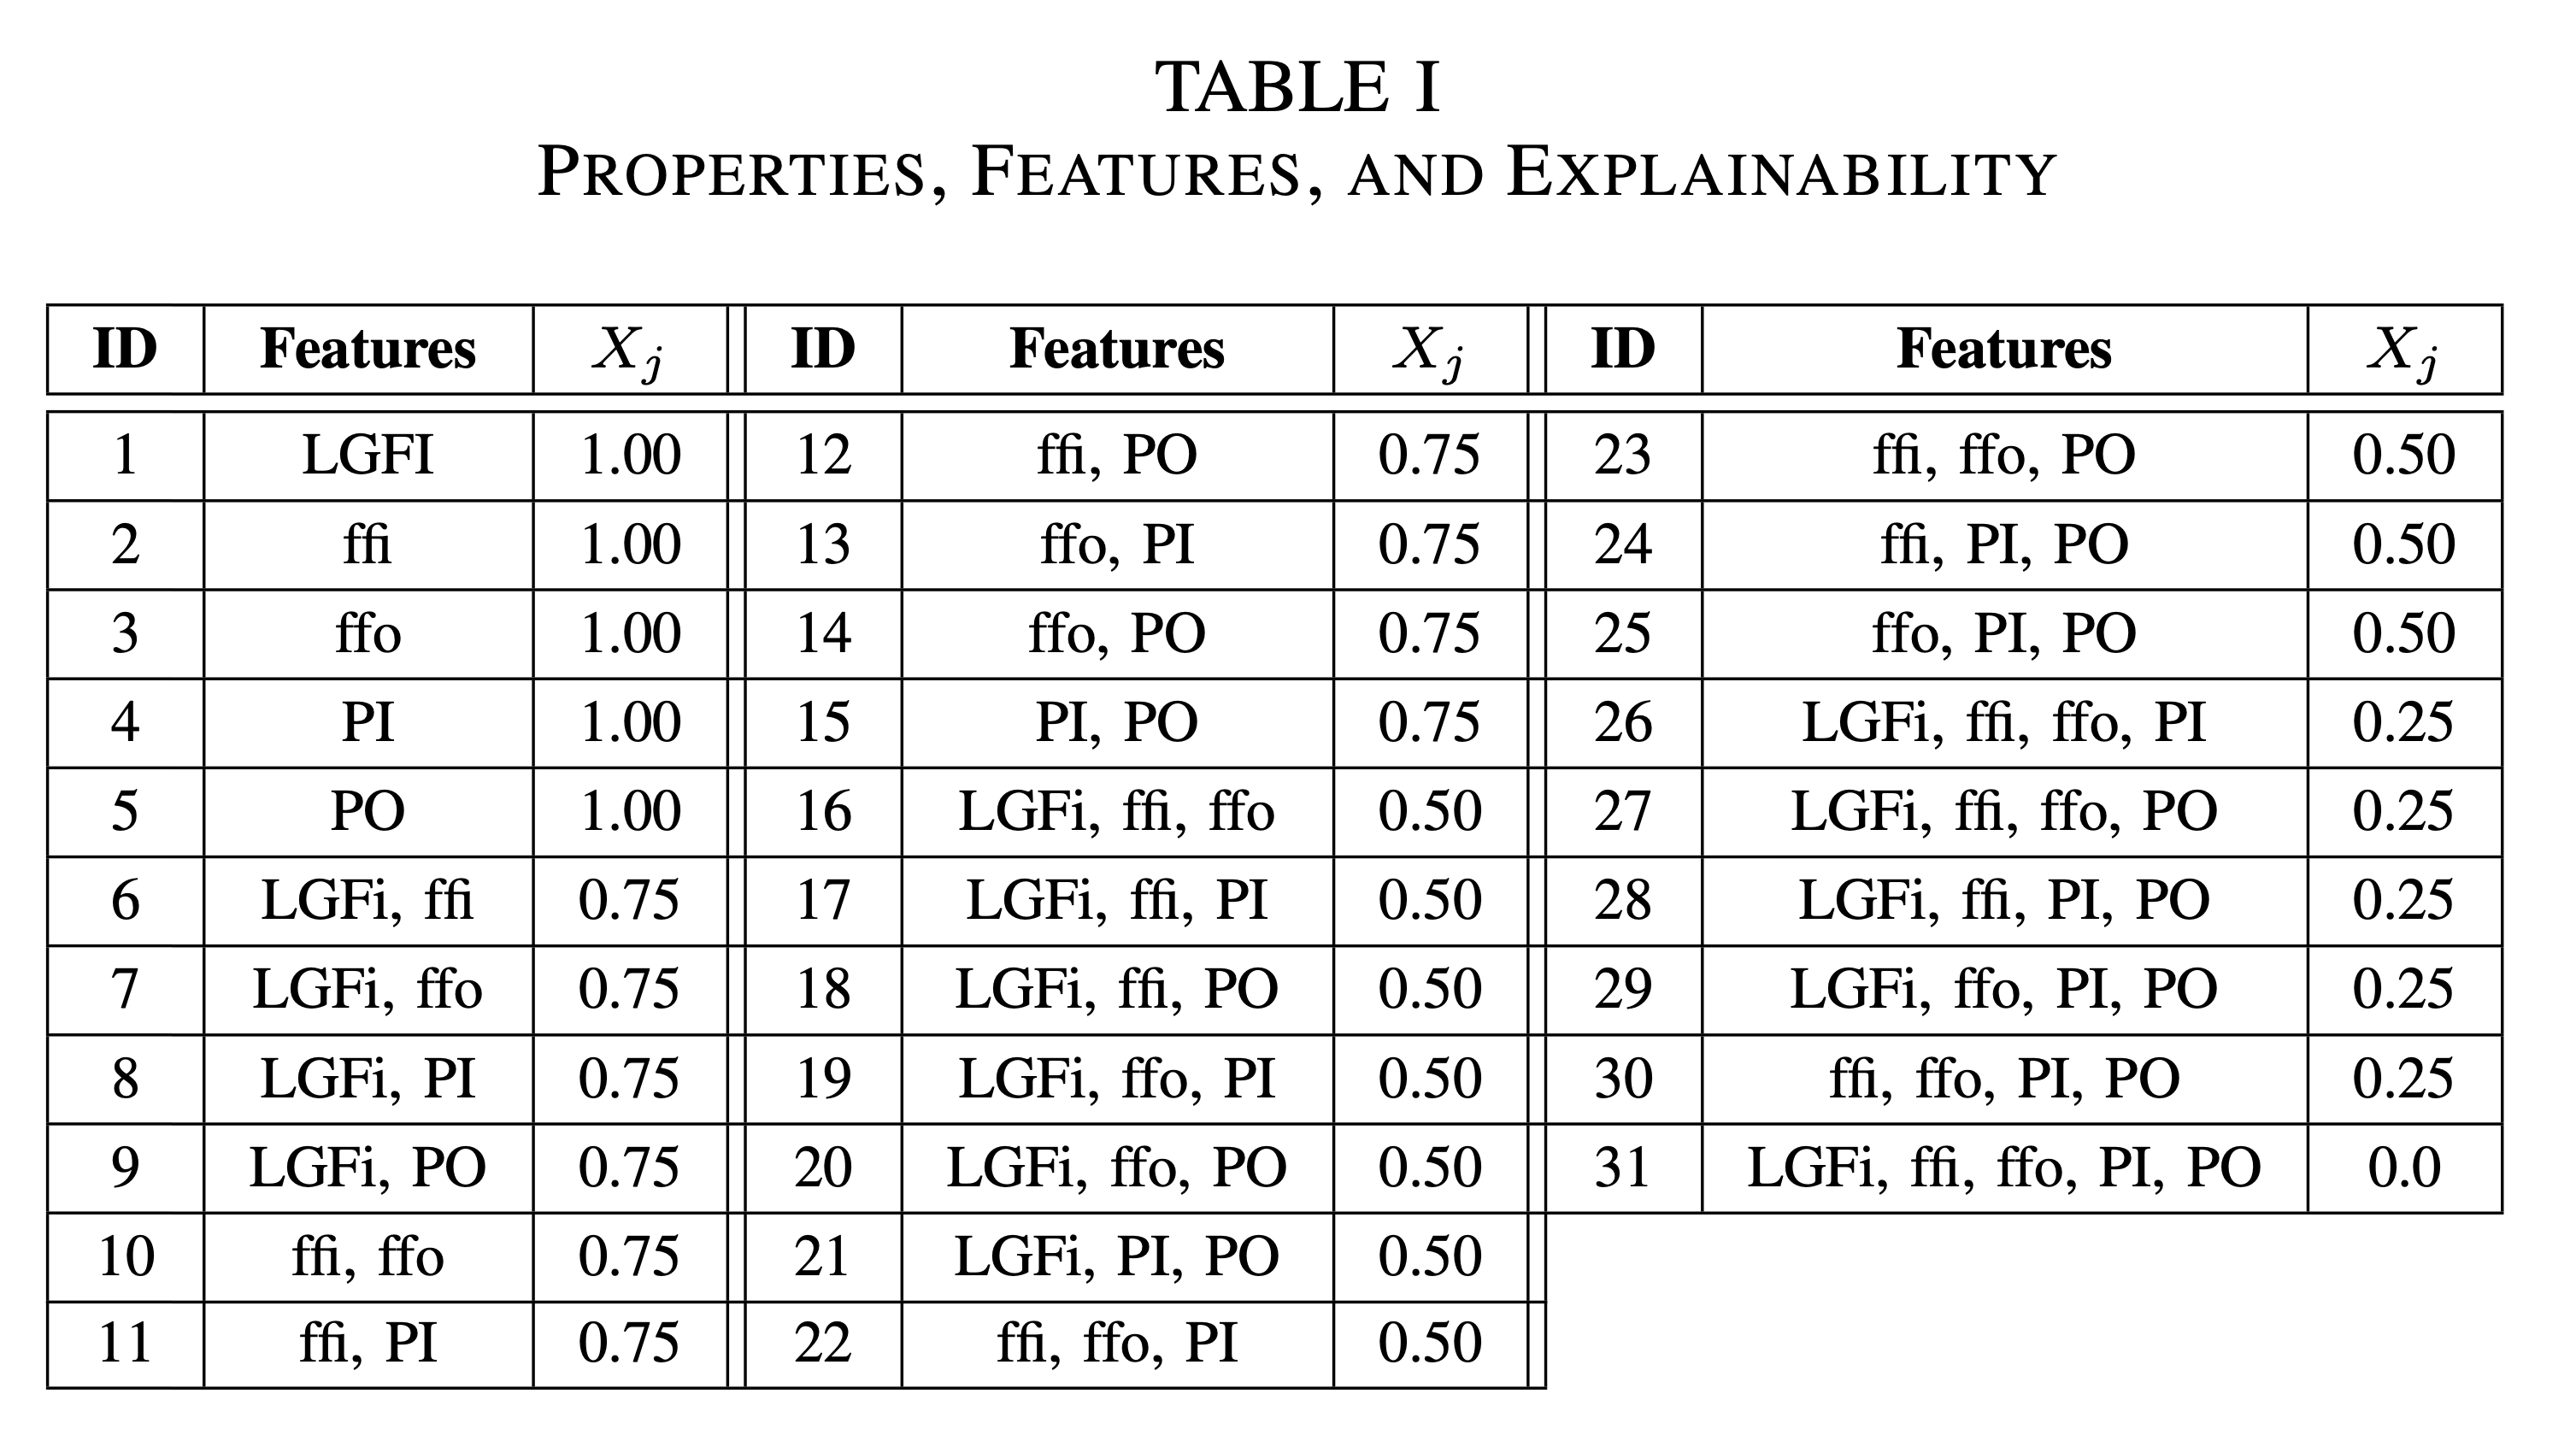 TABLE I
PROPERTIES, FEATURES, AND EXPLAINABILITY
ID Features Xj ID Features Xj ID Features Xj
1 LGFI 1.00 12 ffi, PO 0.75 23 ffi, ffo, PO 0.50
2 ffi 1.00 13 ffo, PI 0.75 24 ffi, PI, PO 0.50
3 ffo 1.00 14 ffo, PO 0.75 25 ffo, PI, PO 0.50
4 PI 1.00 15 PI, PO 0.75 26 LGFi, ffi, ffo, PI 0.25
5 PO 1.00 16 LGFi, ffi, ffo 0.50 27 LGFi, ffi, ffo, PO 0.25
6 LGFi, ffi 0.75 17 LGFi, ffi, PI 0.50 28 LGFi, ffi, PI, PO 0.25
7 LGFi, ffo 0.75 18 LGFi, ffi, PO 0.50 29 LGFi, ffo, PI, PO 0.25
8 LGFi, PI 0.75 19 LGFi, ffo, PI 0.50 30 ffi, ffo, PI, PO 0.25
9 LGFi, PO 0.75 20 LGFi, ffo, PO 0.50 31 LGFi, ffi, ffo, PI, PO 0.0
10 ffi, ffo 0.75 21 LGFi, PI, PO 0.50
11 ffi, PI 0.75 22 ffi, ffo, PI 0.50